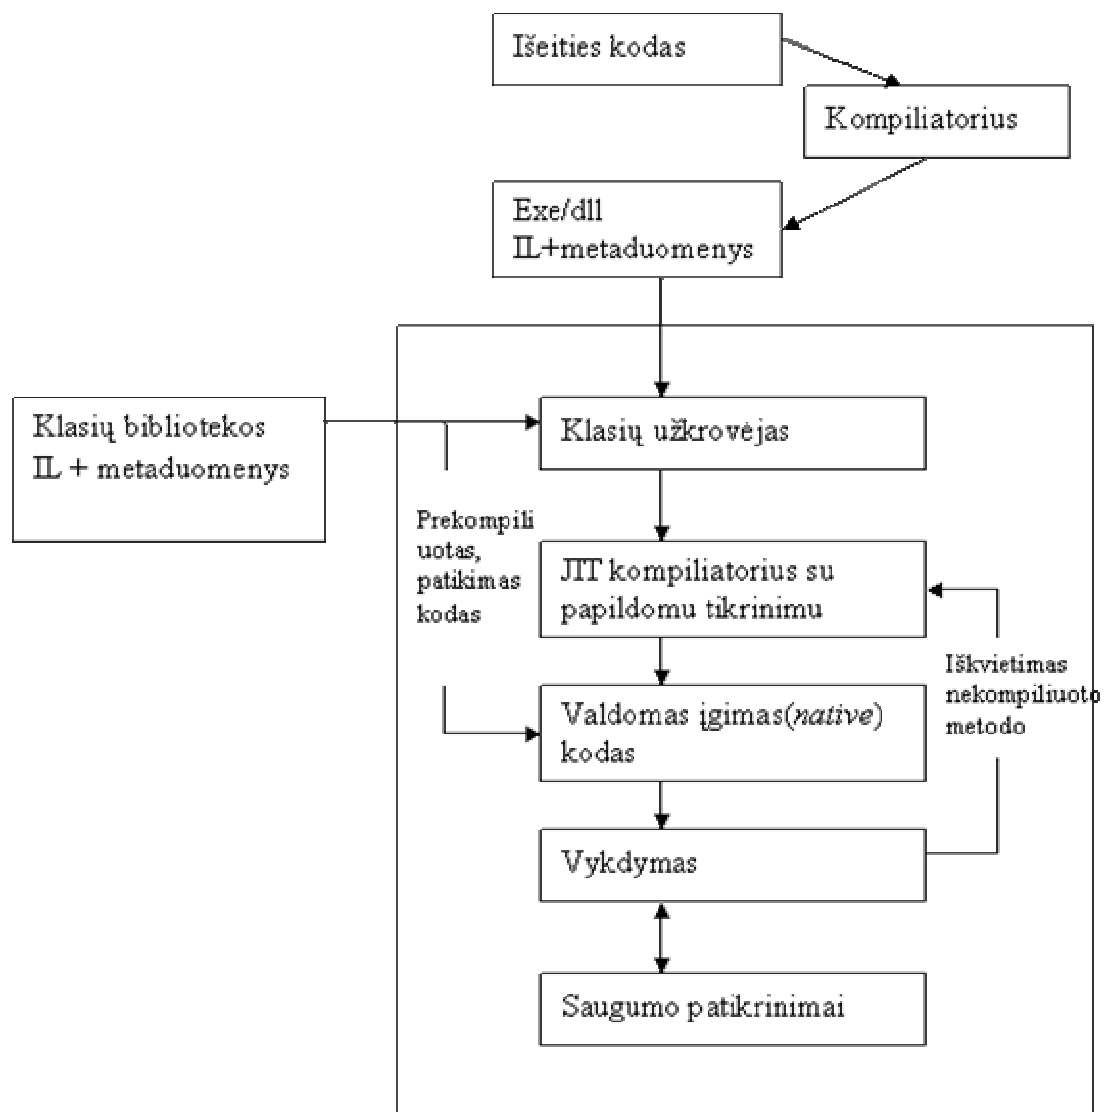 Išeities kodas
Kompiliatorius
Exe/dll
IL+metaduomenys
Klasių bibliotekos
IL + metaduomenys
Klasių užkrovėjas
Prekompili
uotas,
patikimas
kodas
JIT kompiliatorius su
papildomu tikrinimu
Iškvietimas
nekompiliuoto
metodo
Valdomas įgimas(native)
kodas
Vykdymas
Saugumo patikrinimai